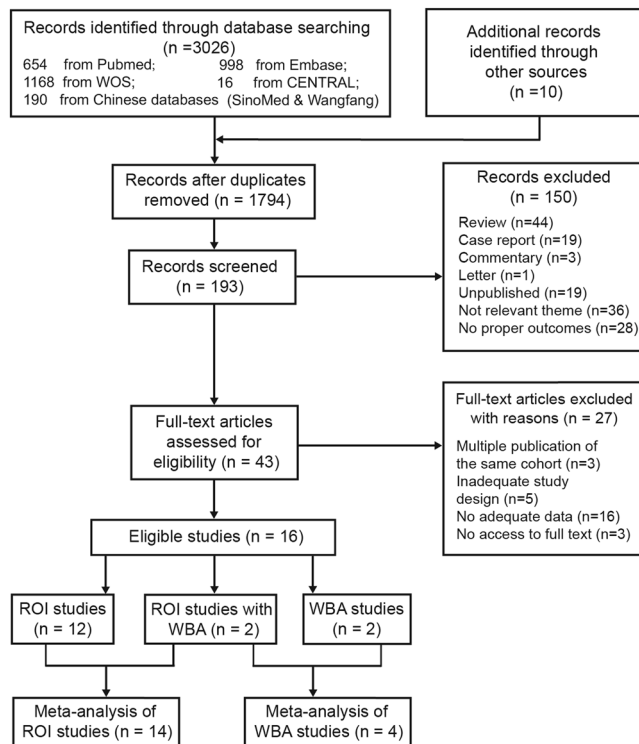 Records identified through database searching
(n =3026)
654 from Pubmed; 998 from Embase;
1168 from WOS; 16 from CENTRAL;
190 from Chinese databases (SinoMed & Wangfang)
Additional records
identified through
other sources
(n =10)
Records after duplicates
removed (n = 1794)
Records excluded
(n = 150)
Review (n=44)
Case report (n=19)
Commentary (n=3)
Letter (n=1)
Unpublished (n=19)
Not relevant theme (n=36)
No proper outcomes (n=28)
Records screened
(n = 193)
Full-text articles
assessed for
eligibility (n = 43)
Full-text articles excluded
with reasons (n = 27)
Multiple publication of
the same cohort (n=3)
Inadequate study
design (n=5)
No adequate data (n=16)
No access to full text (n=3)
Eligible studies (n = 16)
ROI studies
(n = 12)
ROI studies with
WBA (n = 2)
WBA studies
(n = 2)
Meta-analysis of
ROI studies (n = 14)
Meta-analysis of
WBA studies (n = 4)